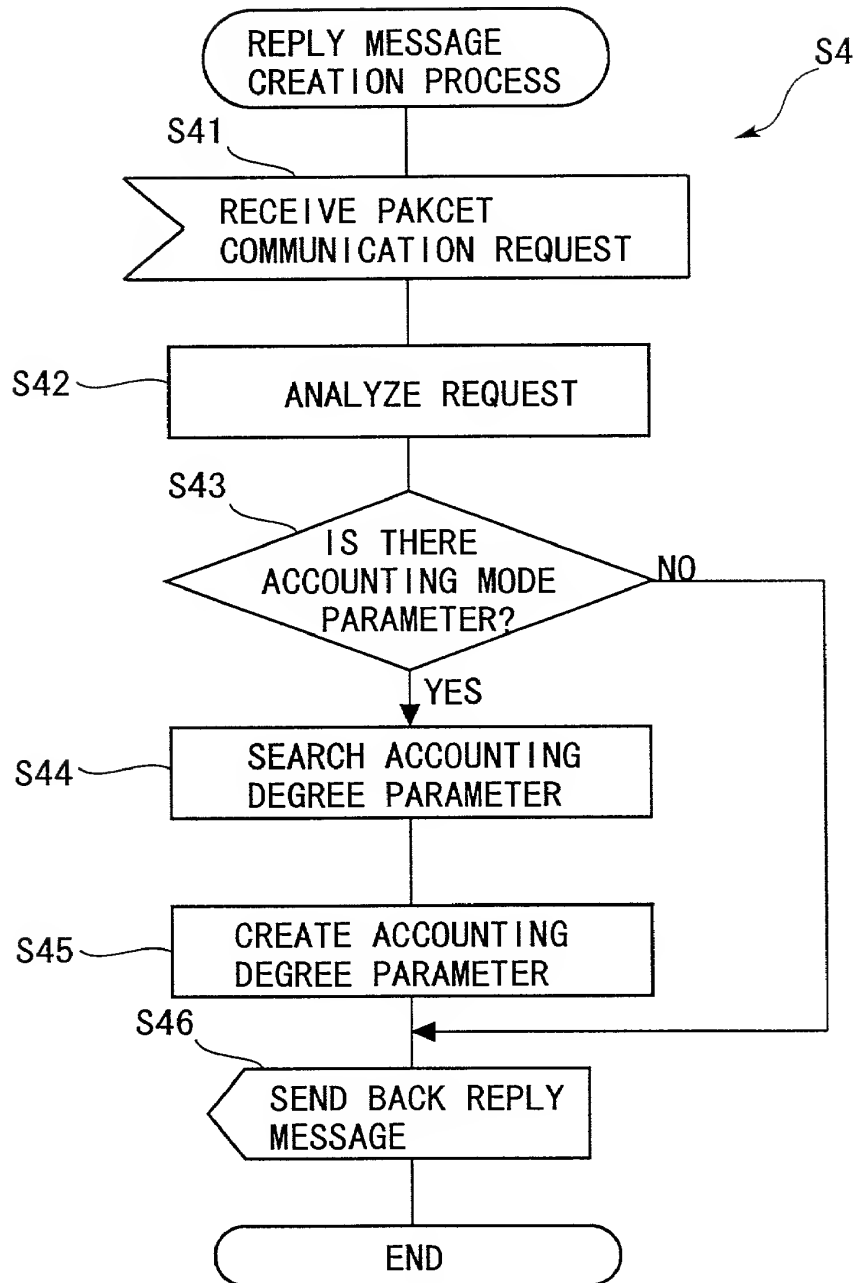 REPLY MESSAGE
CREATION PROCESS
S4
S41
RECEIVE PAKCET
COMMUNICATION REQUEST
S42
ANALYZE REQUEST
S43
IS THERE
ACCOUNTING MODE
PARAMETER?
NO
YES
S44
SEARCH ACCOUNTING
DEGREE PARAMETER
S45
CREATE ACCOUNTING
DEGREE PARAMETER
S46
SEND BACK REPLY
MESSAGE
END